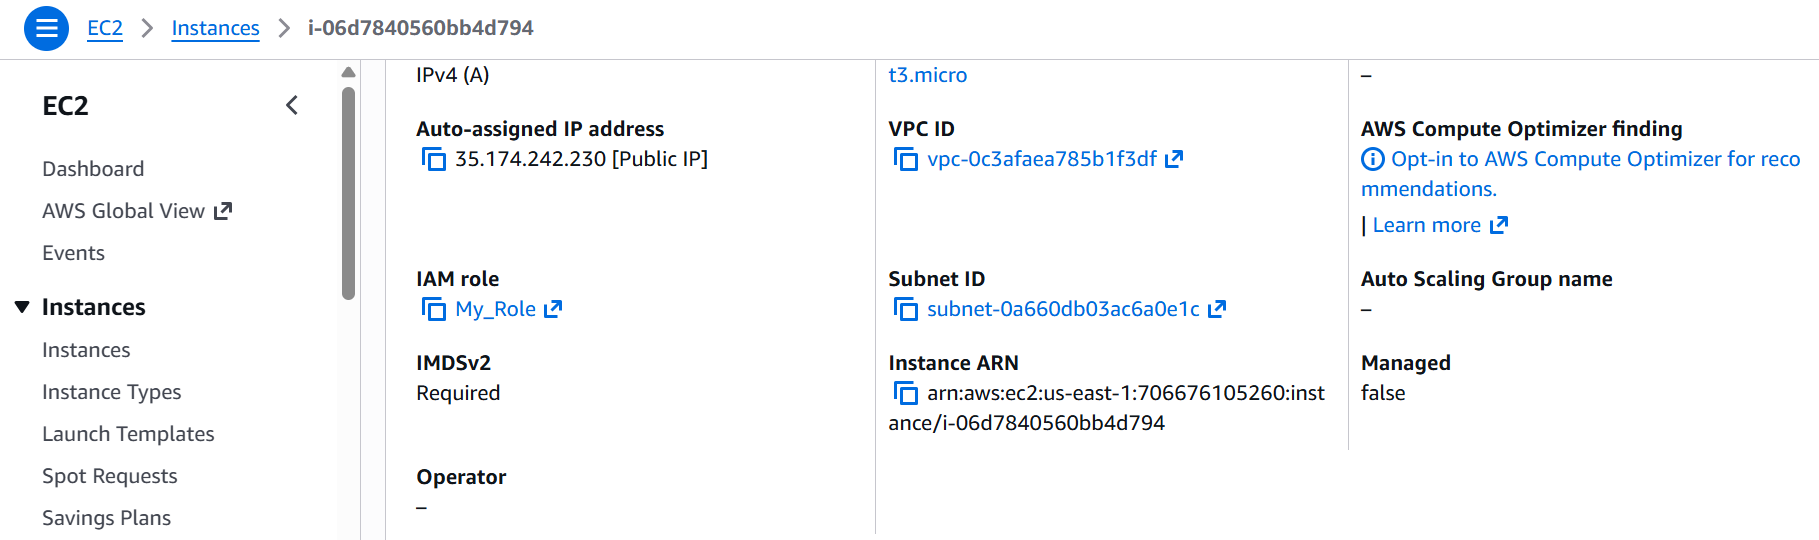 EC2 > Instances > i-06d7840560bb4d794
EC2
Dashboard
AWS Global View
Events
Instances
Instances
Instance Types
Launch Templates
Spot Requests
Savings Plans
IPv4 (A)
Auto-assigned IP address
35.174.242.230 [Public IP]
IAM role
My_Role
IMDSv2
Required
Operator
–
t3.micro
VPC ID
vpc-0c3afaea785b1f3df
Subnet ID
subnet-0a660db03ac6a0e1c
Instance ARN
arn:aws:ec2:us-east-1:706676105260:inst
ance/i-06d7840560bb4d794
–
AWS Compute Optimizer finding
Opt-in to AWS Compute Optimizer for reco
mmendations.
| Learn more
Auto Scaling Group name
–
Managed
false